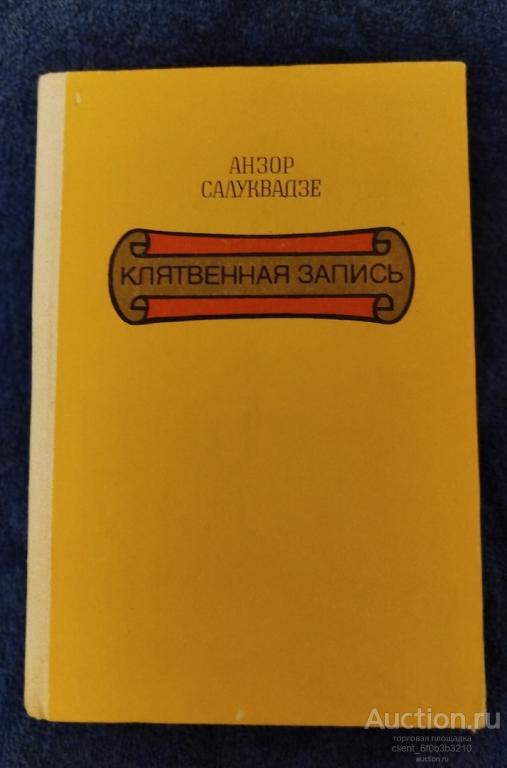 АНЗОР
САЛУКВАДЗЕ
КЛЯТВЕННАЯ ЗАПИСЬ
Auction.ru
торговая площадка
client_6f0b3b3210
auction.ru